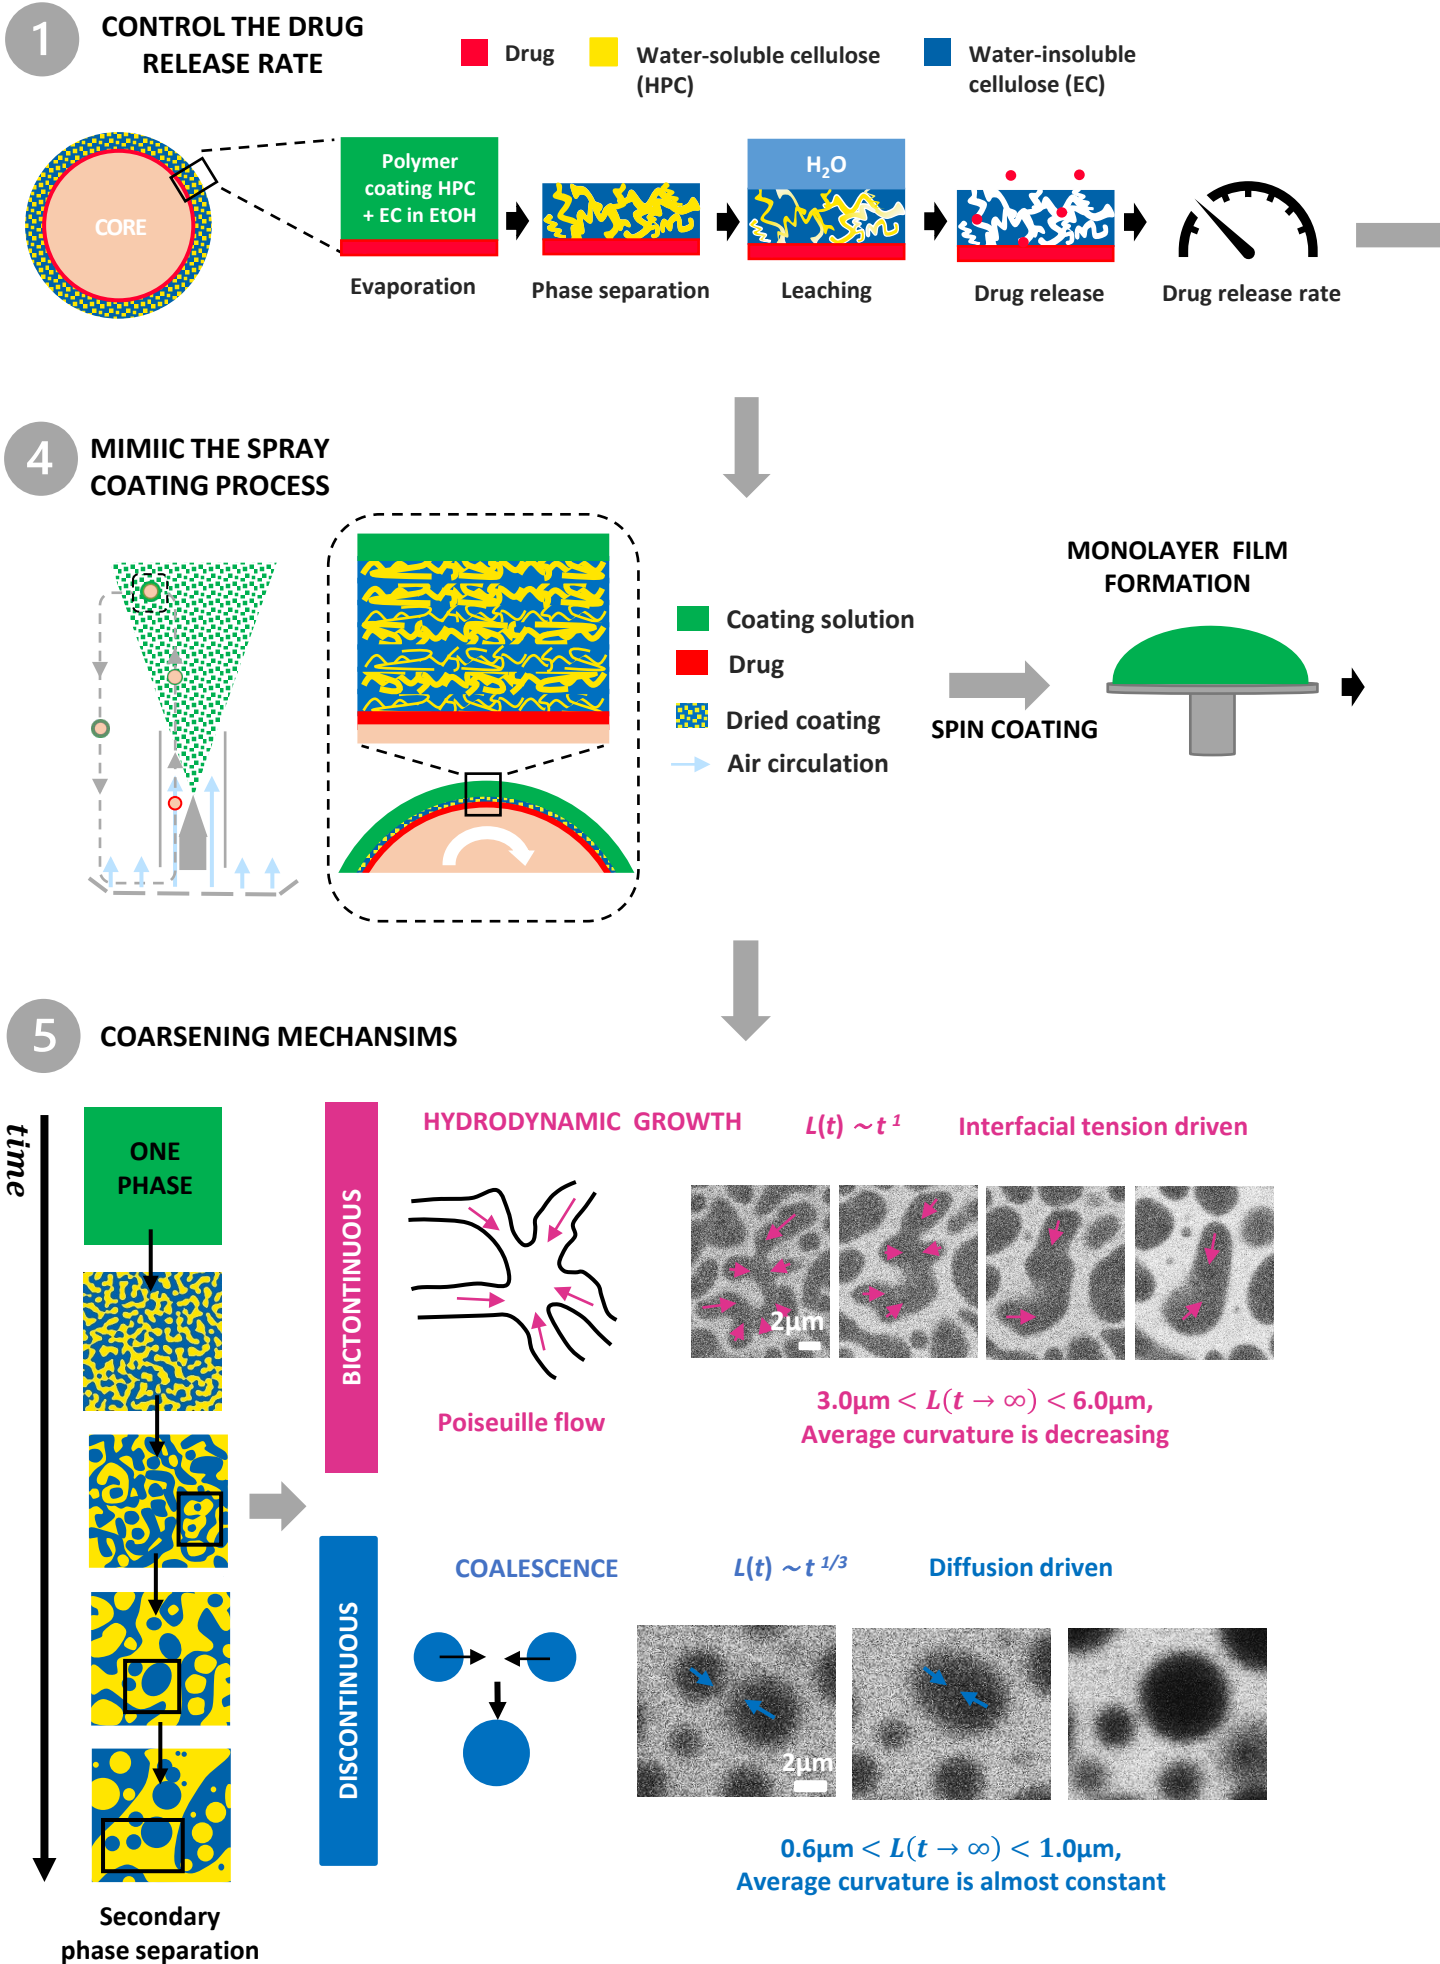 1
CONTROL THE DRUG
RELEASE RATE
Drug
Water-soluble cellulose
(HPC)
Water-insoluble
cellulose (EC)
CORE
Polymer
coating HPC
+ EC in EtOH
H₂O
Evaporation
Phase separation
Leaching
Drug release
Drug release rate
4
MIMIIC THE SPRAY
COATING PROCESS
Coating solution
Drug
Dried coating
Air circulation
SPIN COATING
MONOLAYER FILM
FORMATION
5
COARSENING MECHANSIMS
time
ONE
PHASE
Secondary
phase separation
BICTONTINUOUS
HYDRODYNAMIC GROWTH
L(t) ~ t ¹
Interfacial tension driven
2µm
Poiseuille flow
3.0µm < L(t → ∞) < 6.0µm,
Average curvature is decreasing
DISCONTINUOUS
COALESCENCE
L(t) ~ t ¹/³
Diffusion driven
2µm
0.6µm < L(t → ∞) < 1.0µm,
Average curvature is almost constant